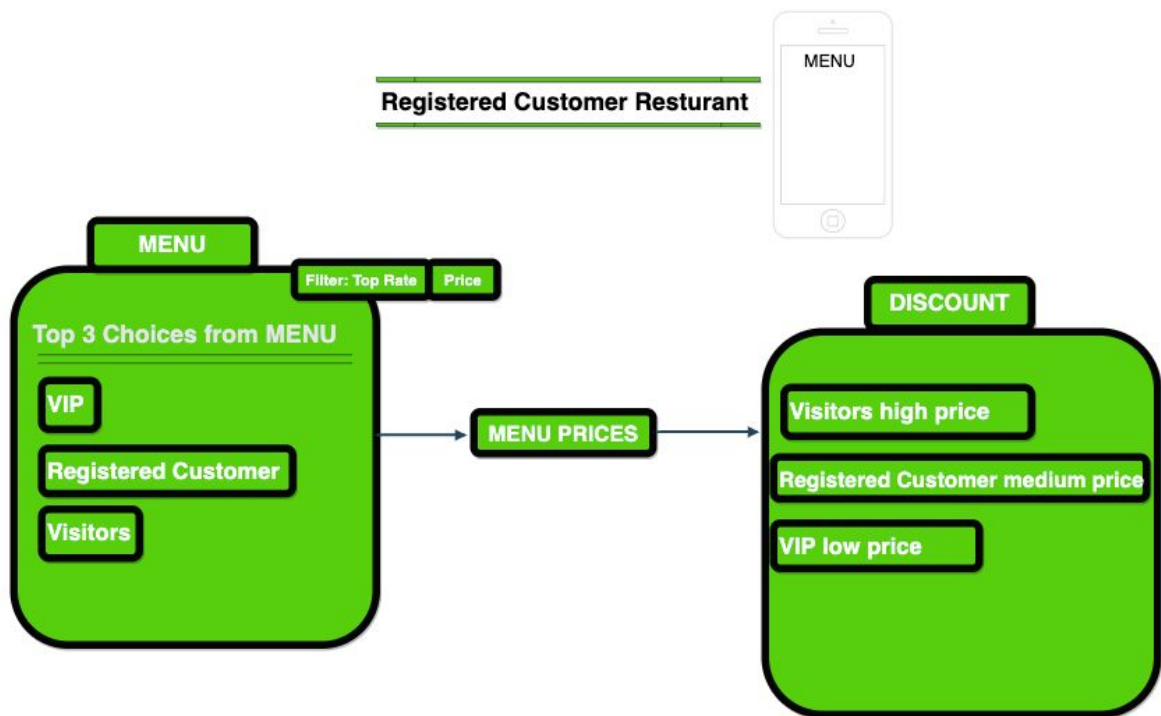 MENU
Registered Customer Resturant
MENU
Filter: Top Rate Price
Top 3 Choices from MENU
VIP
Registered Customer
Visitors
MENU PRICES
DISCOUNT
Visitors high price
Registered Customer medium price
VIP low price